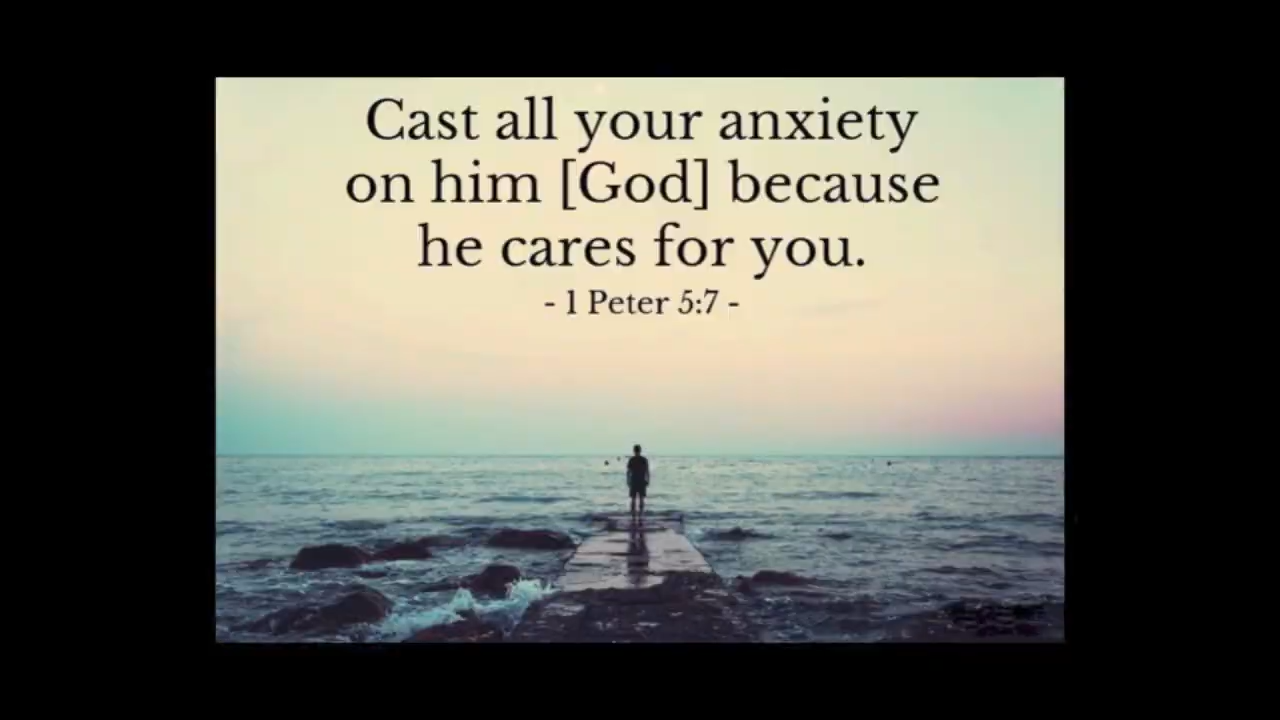 Cast all your anxiety
on him [God] because
he cares for you.
- 1 Peter 5:7 -